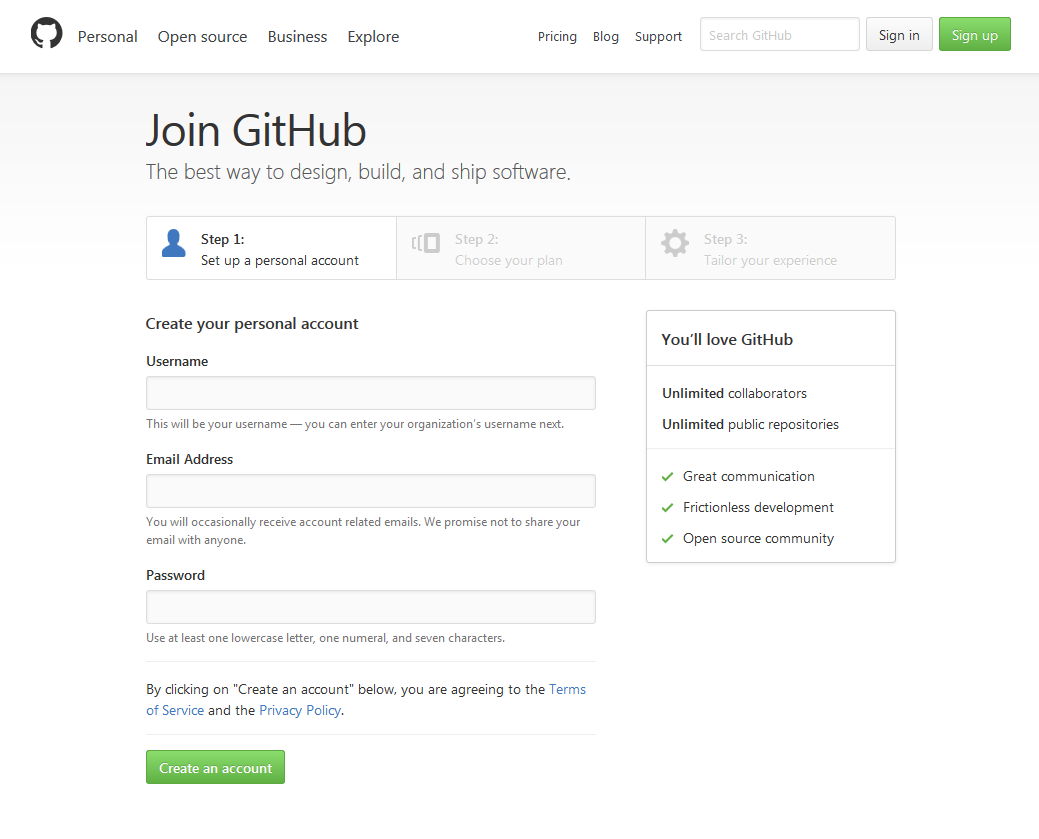 Personal Open source Business Explore Pricing Blog Support Search GitHub Sign in Sign up
Join GitHub
The best way to design, build, and ship software.
Step 1:
Set up a personal account
Step 2:
Choose your plan
Step 3:
Tailor your experience
Create your personal account
Username
This will be your username — you can enter your organization's username next.
Email Address
You will occasionally receive account related emails. We promise not to share your
email with anyone.
Password
Use at least one lowercase letter, one numeral, and seven characters.
By clicking on "Create an account" below, you are agreeing to the Terms
of Service and the Privacy Policy.
Create an account
You'll love GitHub
Unlimited collaborators
Unlimited public repositories
Great communication
Frictionless development
Open source community